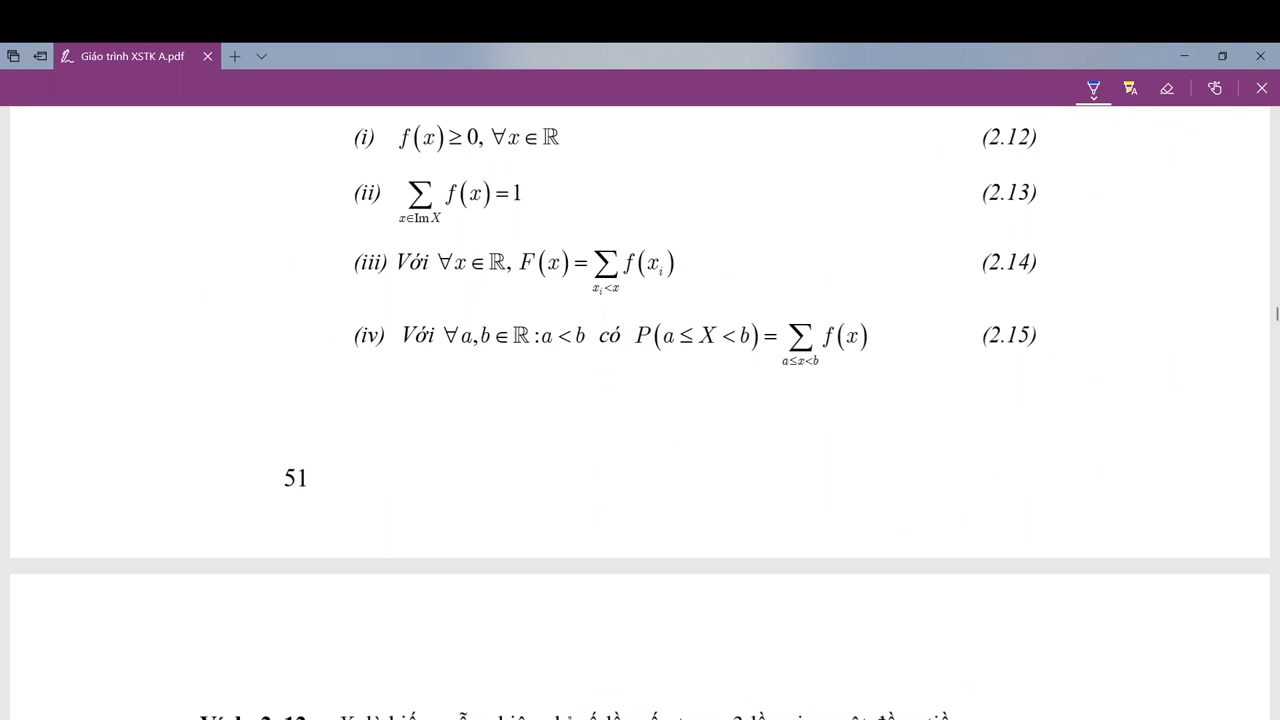 Giáo trình XSTK A.pdf
(i) f(x) ≥ 0, ∀x ∈ ℝ (2.12)
(ii) ∑_{x∈Im X} f(x) = 1 (2.13)
(iii) Với ∀x ∈ ℝ, F(x) = ∑_{x_i<x} f(x_i) (2.14)
(iv) Với ∀a,b ∈ ℝ : a < b có P(a ≤ X < b) = ∑_{a≤x<b} f(x) (2.15)
51